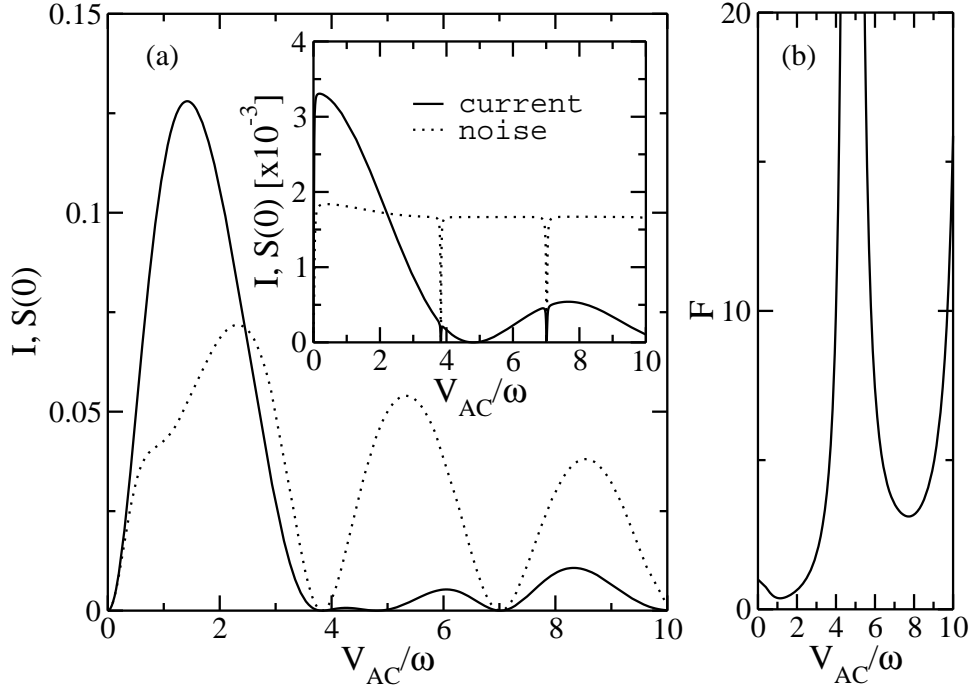 (a)
I, S(0)
0.15
0.1
0.05
0
0 2 4 6 8 10
V_AC/ω
I, S(0) [x10^-3]
4
3
2
1
0
current
noise
0 2 4 6 8 10
V_AC/ω
(b)
F
20
10
0
0 2 4 6 8 10
V_AC/ω